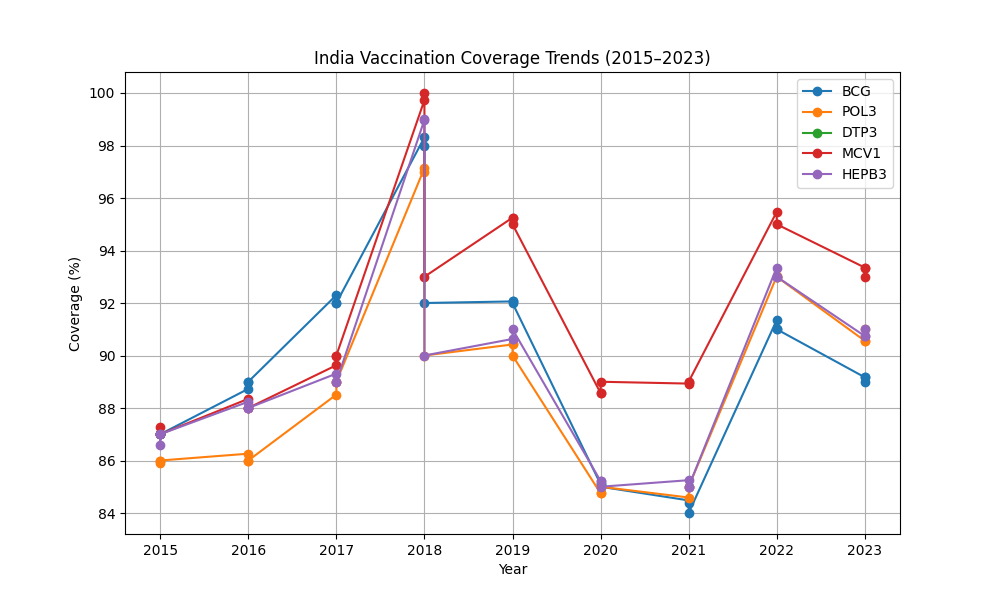 India Vaccination Coverage Trends (2015–2023)
BCG
POL3
DTP3
MCV1
HEPB3
Coverage (%)
100
98
96
94
92
90
88
86
84
2015 2016 2017 2018 2019 2020 2021 2022 2023
Year